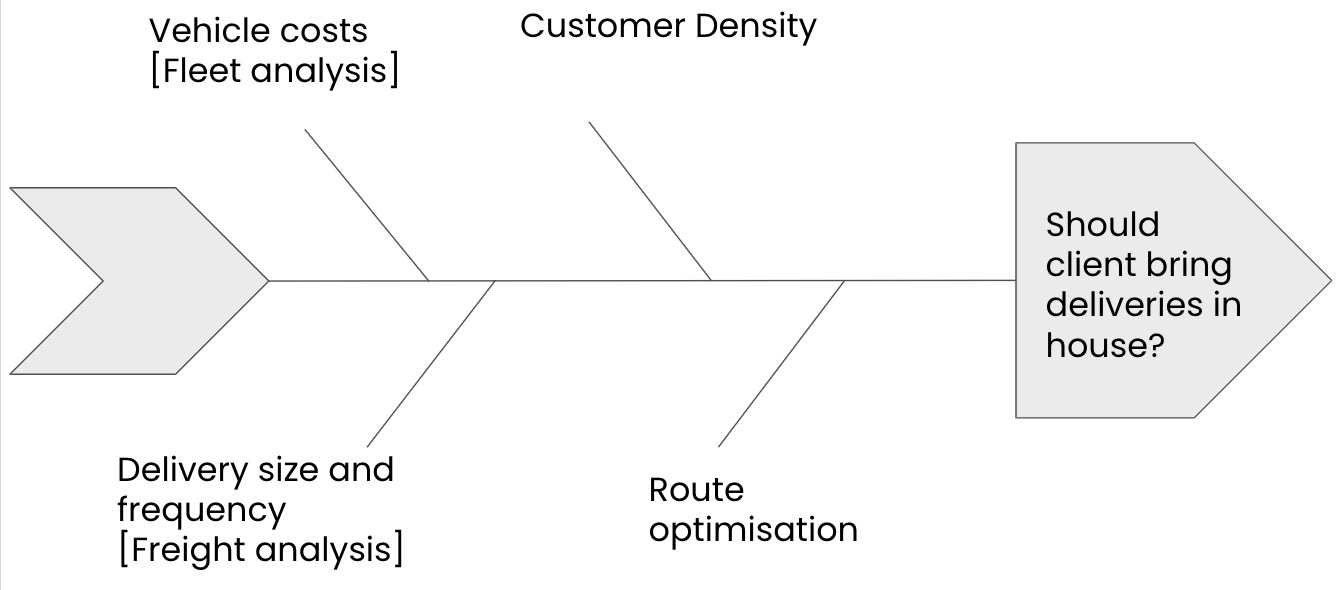 Vehicle costs
[Fleet analysis]
Customer Density
Should
client bring
deliveries in
house?
Delivery size and
frequency
[Freight analysis]
Route
optimisation